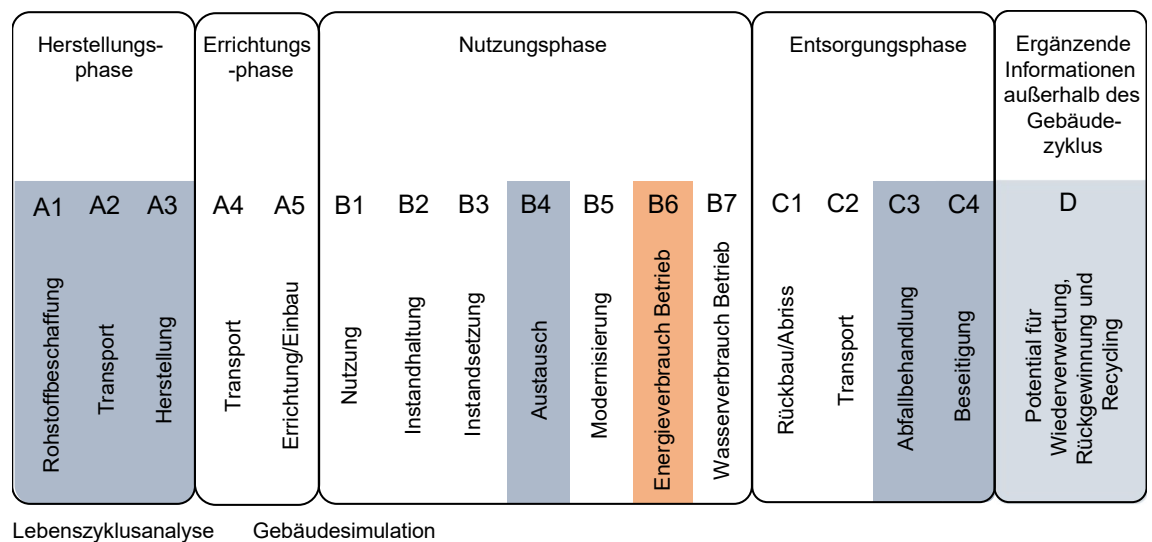 Herstellungs-
phase
Errichtungs
-phase
Nutzungsphase
Entsorgungsphase
Ergänzende
Informationen
außerhalb des
Gebäude-
zyklus
A1 A2 A3 A4 A5 B1 B2 B3 B4 B5 B6 B7 C1 C2 C3 C4 D
Rohstoffbeschaffung
Transport
Herstellung
Transport
Errichtung/Einbau
Nutzung
Instandhaltung
Instandsetzung
Austausch
Modernisierung
Energieverbrauch Betrieb
Wasserverbrauch Betrieb
Rückbau/Abriss
Transport
Abfallbehandlung
Beseitigung
Potential für
Wiederverwertung,
Rückgewinnung und
Recycling
Lebenszyklusanalyse Gebäudesimulation